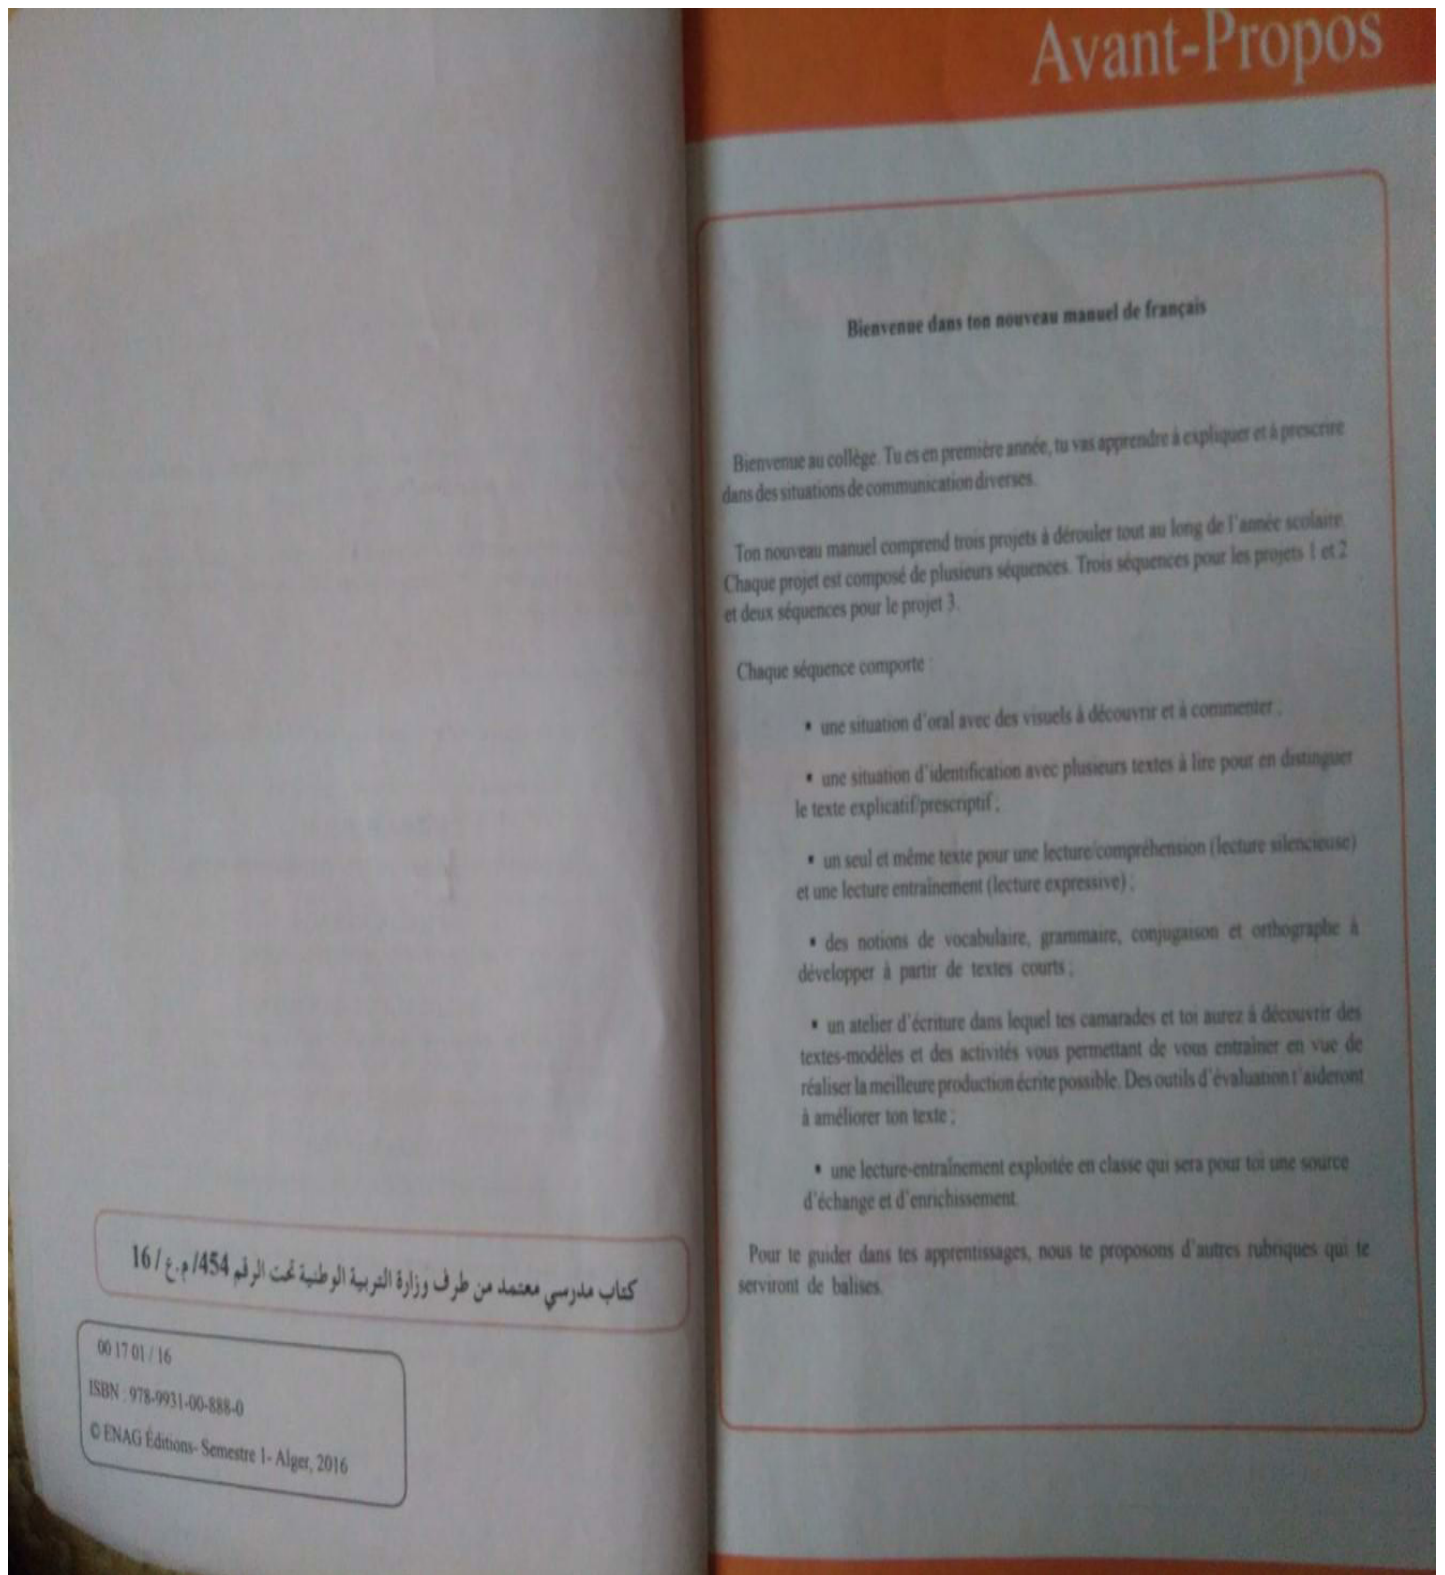 كتاب مدرسي معتمد من طرف وزارة التربية الوطنية تحت الرقم 454/ م.ع / 16
00 17 01 / 16
ISBN : 978-9931-00-888-0
© ENAG Éditions- Semestre 1- Alger, 2016
Avant-Propos
Bienvenue dans ton nouveau manuel de français
Bienvenue au collège. Tu es en première année, tu vas apprendre à expliquer et à prescrire
dans des situations de communication diverses.
Ton nouveau manuel comprend trois projets à dérouler tout au long de l'année scolaire.
Chaque projet est composé de plusieurs séquences. Trois séquences pour les projets 1 et 2
et deux séquences pour le projet 3.
Chaque séquence comporte :
▪ une situation d'oral avec des visuels à découvrir et à commenter ;
▪ une situation d'identification avec plusieurs textes à lire pour en distinguer
le texte explicatif/prescriptif ;
▪ un seul et même texte pour une lecture/compréhension (lecture silencieuse)
et une lecture entraînement (lecture expressive) ;
▪ des notions de vocabulaire, grammaire, conjugaison et orthographe à
développer à partir de textes courts ;
▪ un atelier d'écriture dans lequel tes camarades et toi aurez à découvrir des
textes-modèles et des activités vous permettant de vous entraîner en vue de
réaliser la meilleure production écrite possible. Des outils d'évaluation t'aideront
à améliorer ton texte ;
▪ une lecture-entraînement exploitée en classe qui sera pour toi une source
d'échange et d'enrichissement.
Pour te guider dans tes apprentissages, nous te proposons d'autres rubriques qui te
serviront de balises.